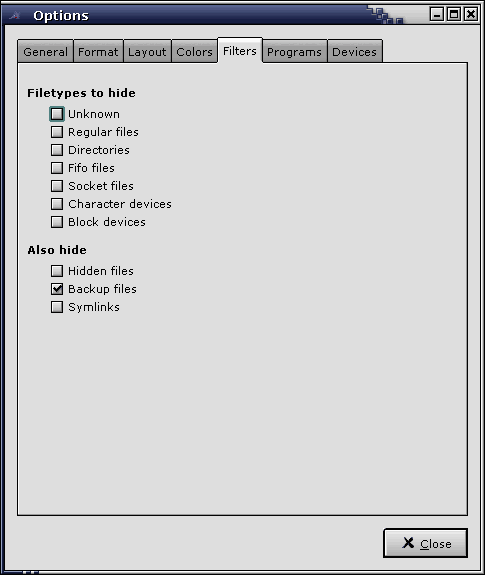 Options
General Format Layout Colors Filters Programs Devices
Filetypes to hide
Unknown
Regular files
Directories
Fifo files
Socket files
Character devices
Block devices
Also hide
Hidden files
Backup files
Symlinks
Close